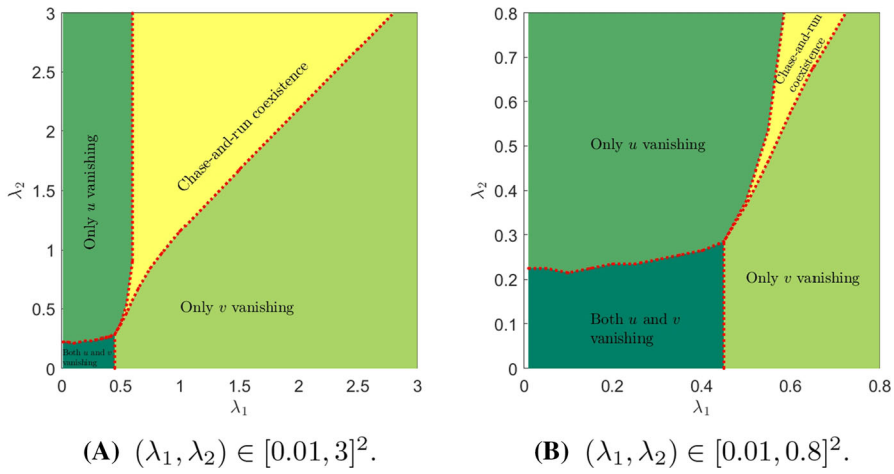 3
2.5
2
1.5
1
0.5
0
λ₂
Only u vanishing
Chase-and-run coexistence
Only v vanishing
Both u and v
vanishing
0
0.5
1
1.5
2
2.5
3
λ₁
(A) (λ₁, λ₂) ∈ [0.01, 3]².
0.8
0.7
0.6
0.5
0.4
0.3
0.2
0.1
0
λ₂
Only u vanishing
Chase-and-run
coexistence
Only v vanishing
Both u and v
vanishing
0
0.2
0.4
0.6
0.8
λ₁
(B) (λ₁, λ₂) ∈ [0.01, 0.8]².